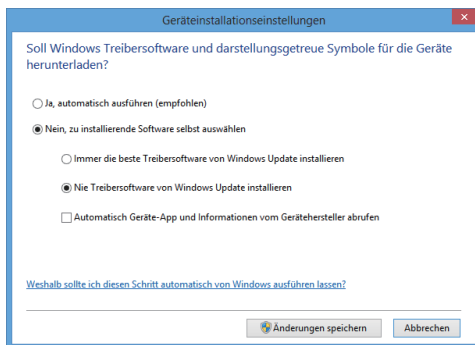 Geräteinstallationseinstellungen
Soll Windows Treibersoftware und darstellungsgetreue Symbole für die Geräte
herunterladen?
Ja, automatisch ausführen (empfohlen)
Nein, zu installierende Software selbst auswählen
Immer die beste Treibersoftware von Windows Update installieren
Nie Treibersoftware von Windows Update installieren
Automatisch Geräte-App und Informationen vom Gerätehersteller abrufen
Weshalb sollte ich diesen Schritt automatisch von Windows ausführen lassen?
Änderungen speichern
Abbrechen